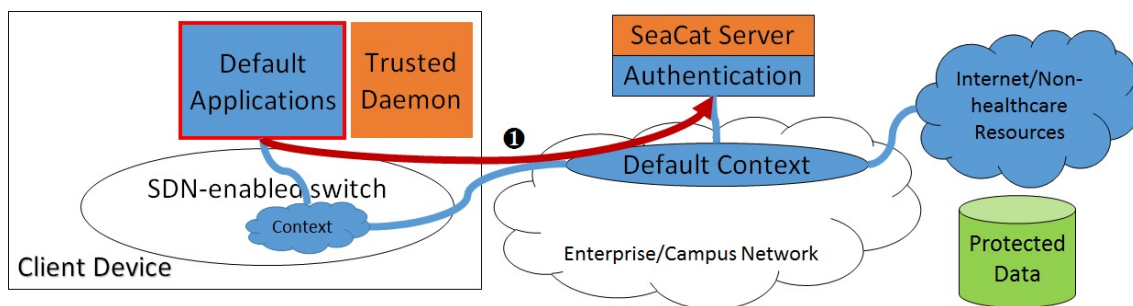 Default
Applications
Trusted
Daemon
SDN-enabled switch
Context
Client Device
❶
SeaCat Server
Authentication
Default Context
Enterprise/Campus Network
Internet/Non-
healthcare
Resources
Protected
Data